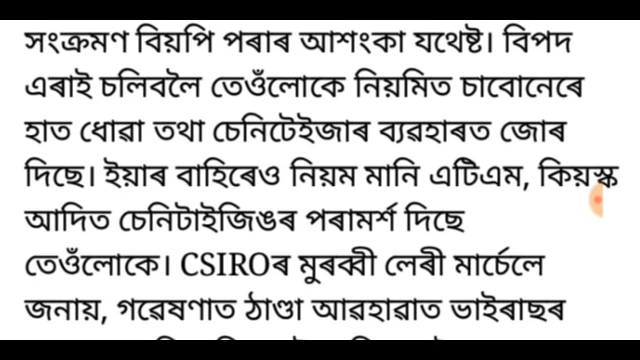 সংক্ৰমণ বিয়পি পৰাৰ আশংকা যথেষ্ট। বিপদ
এৰাই চলিবলৈ তেওঁলোকে নিয়মিত চাবোনেৰে
হাত ধোৱা তথা চেনিটেইজাৰ ব্যৱহাৰত জোৰ
দিছে। ইয়াৰ বাহিৰেও নিয়ম মানি এটিএম, কিয়স্ক
আদিত চেনিটাইজিঙৰ পৰামৰ্শ দিছে
তেওঁলোকে। CSIROৰ মুৰব্বী লেৰী মাৰ্চেলে
জনায়, গৱেষণাত ঠাণ্ডা আৱহাৱাত ভাইৰাছৰ